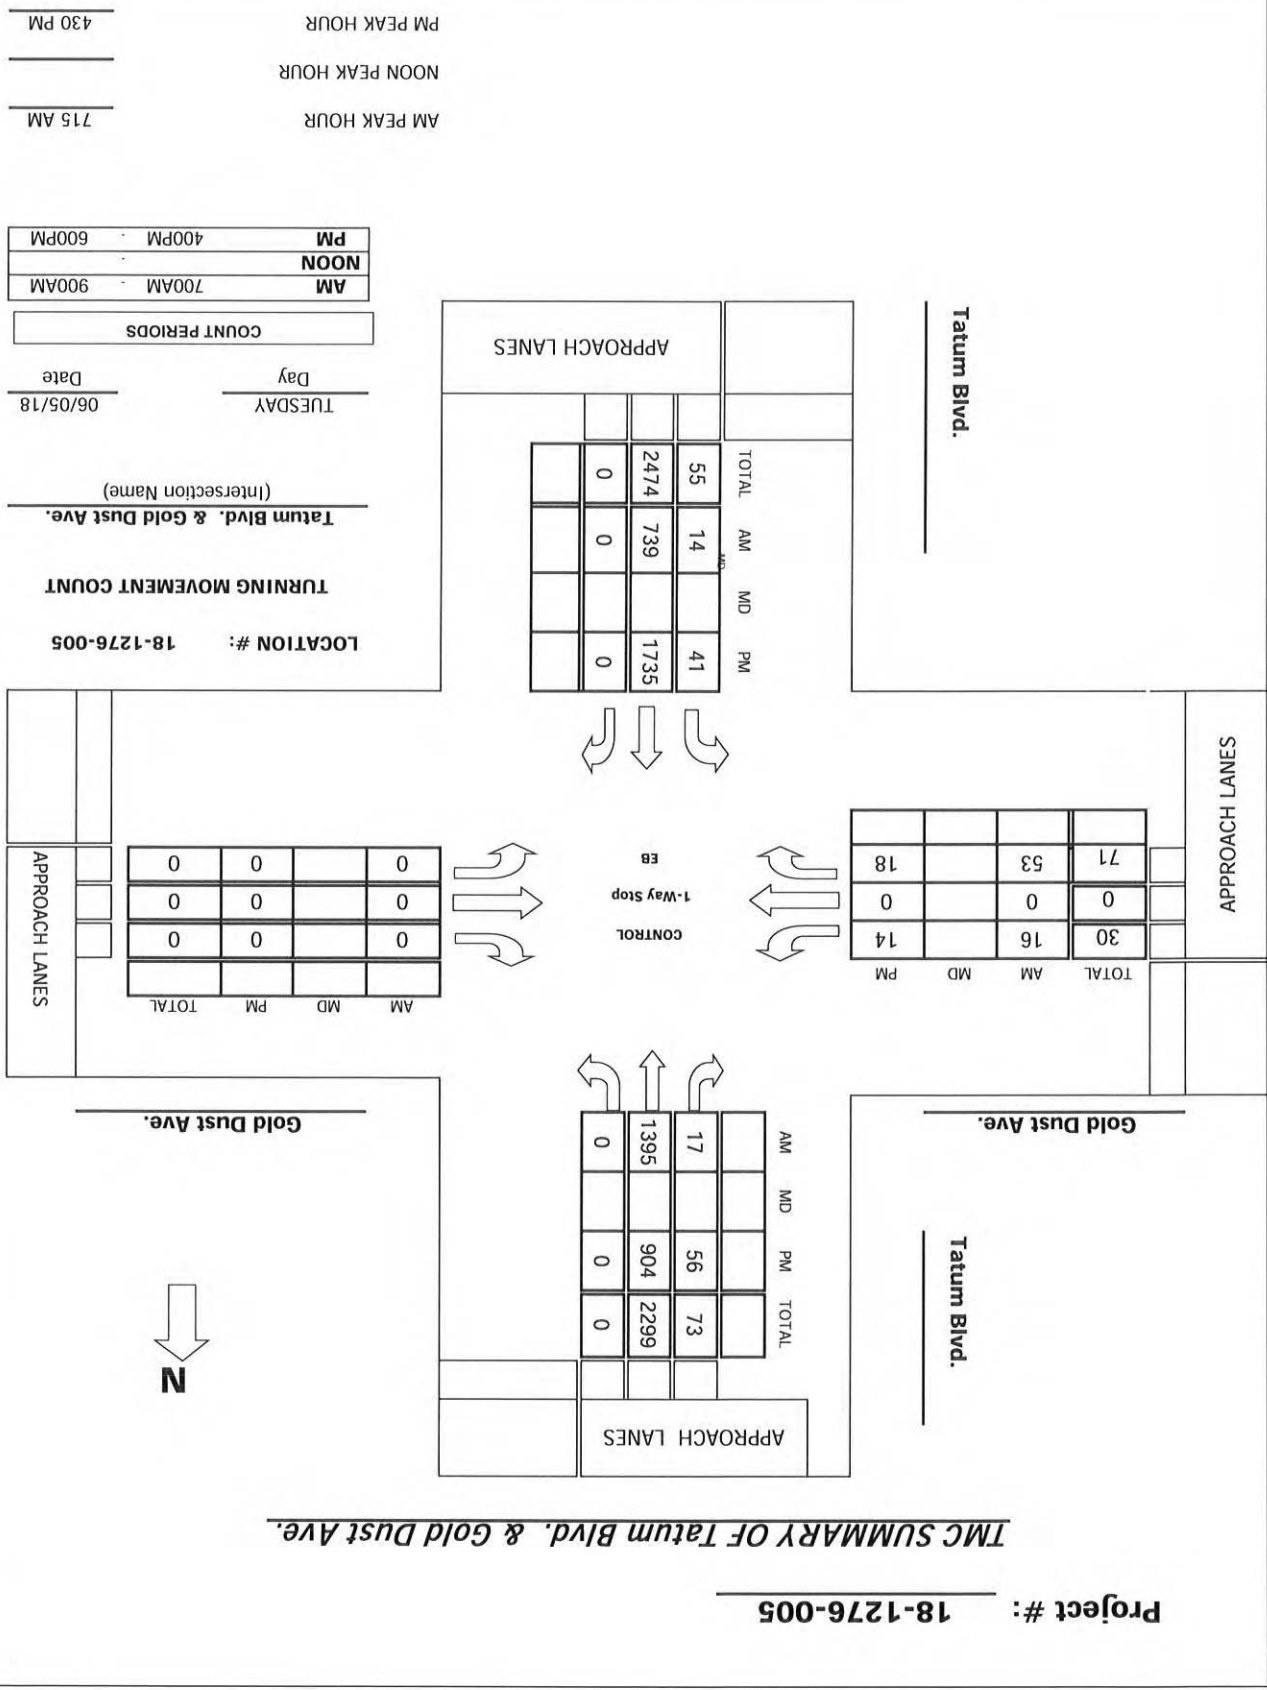 Project #: 18-1276-005
TMC SUMMARY OF Tatum Blvd. & Gold Dust Ave.
APPROACH LANES
Tatum Blvd.
N
TOTAL 73 2299 0
PM 56 904 0
MD
AM 17 1395 0
Gold Dust Ave.
Gold Dust Ave.
APPROACH LANES
TOTAL AM MD PM
30 16 14
0 0 0
71 53 18
CONTROL
1-Way Stop
EB
AM MD PM TOTAL
0 0 0
0 0 0
0 0 0
APPROACH LANES
PM 41 1735 0
MD
AM 14 739 0
MD
TOTAL 55 2474 0
APPROACH LANES
Tatum Blvd.
LOCATION #: 18-1276-005
TURNING MOVEMENT COUNT
Tatum Blvd. & Gold Dust Ave.
(Intersection Name)
TUESDAY 06/05/18
Day Date
COUNT PERIODS
AM 700AM - 900AM
NOON -
PM 400PM - 600PM
AM PEAK HOUR 715 AM
NOON PEAK HOUR
PM PEAK HOUR 430 PM